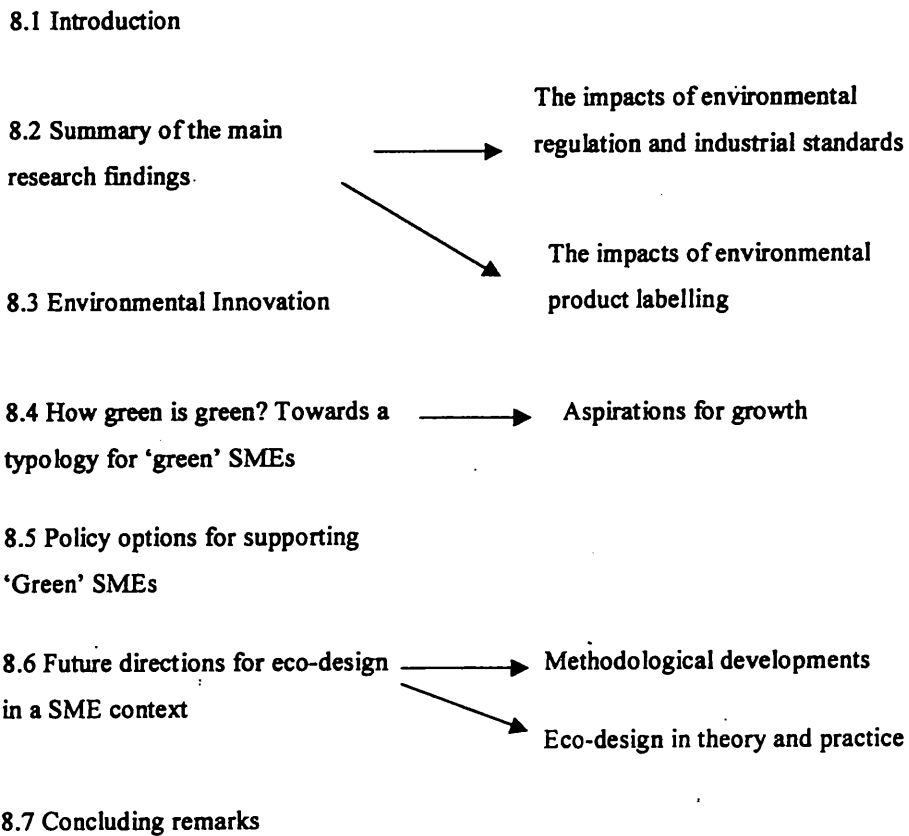 8.1 Introduction
8.2 Summary of the main
research findings
The impacts of environmental
regulation and industrial standards
The impacts of environmental
product labelling
8.3 Environmental Innovation
8.4 How green is green? Towards a
typology for ‘green’ SMEs
Aspirations for growth
8.5 Policy options for supporting
‘Green’ SMEs
8.6 Future directions for eco-design
in a SME context
Methodological developments
Eco-design in theory and practice
8.7 Concluding remarks